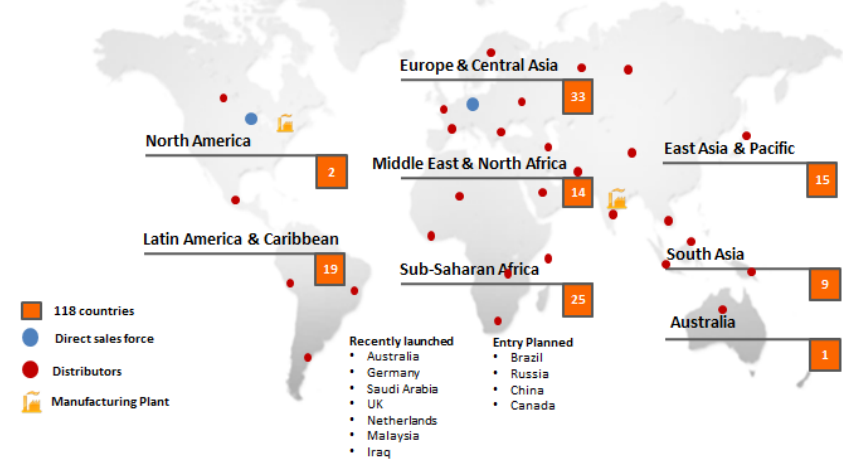 Europe & Central Asia
33
North America
2
Middle East & North Africa
14
East Asia & Pacific
15
Latin America & Caribbean
19
Sub-Saharan Africa
25
South Asia
9
Australia
1
118 countries
Direct sales force
Distributors
Manufacturing Plant
Recently launched
• Australia
• Germany
• Saudi Arabia
• UK
• Netherlands
• Malaysia
• Iraq
Entry Planned
• Brazil
• Russia
• China
• Canada